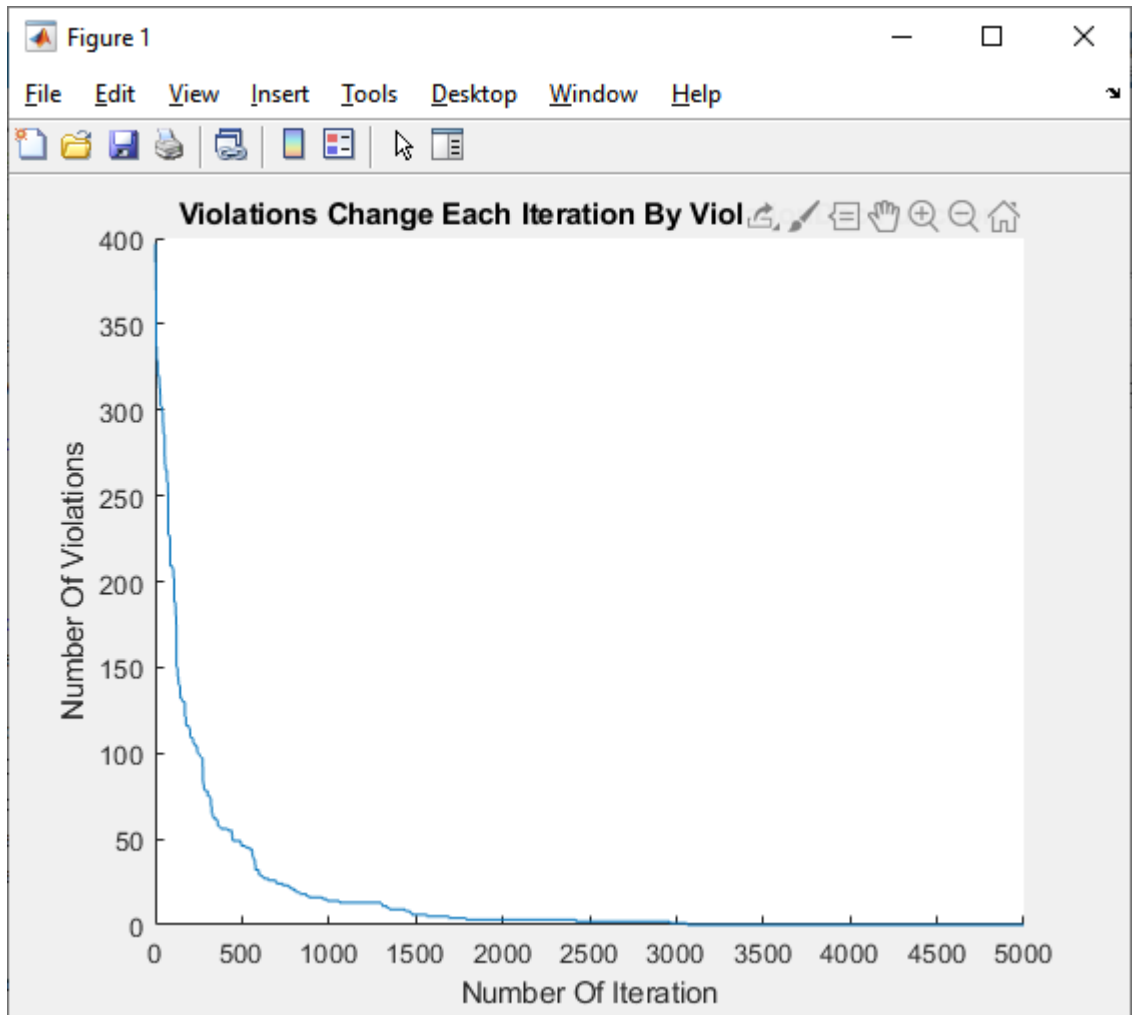 Figure 1
File Edit View Insert Tools Desktop Window Help
Violations Change Each Iteration By Viol
400
350
300
250
200
150
100
50
0
Number Of Violations
0 500 1000 1500 2000 2500 3000 3500 4000 4500 5000
Number Of Iteration